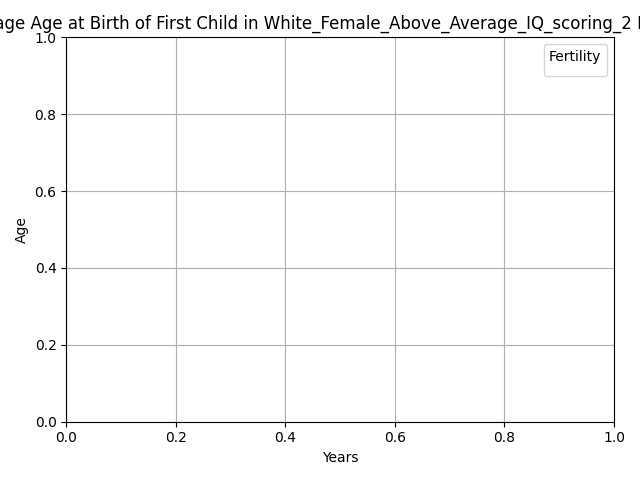 age Age at Birth of First Child in White_Female_Above_Average_IQ_scoring_2
Fertility
1.0
0.8
0.6
0.4
0.2
0.0
Age
0.0 0.2 0.4 0.6 0.8 1.0
Years